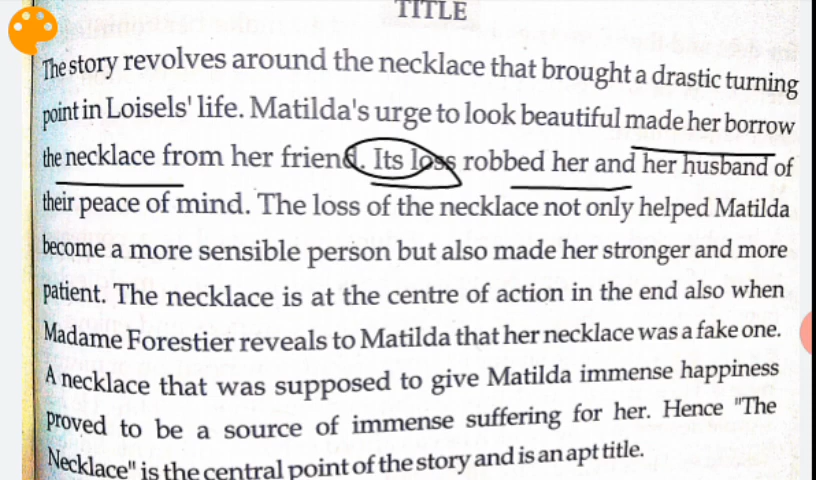 TITLE
The story revolves around the necklace that brought a drastic turning
point in Loisels' life. Matilda's urge to look beautiful made her borrow
the necklace from her friend. Its loss robbed her and her husband of
their peace of mind. The loss of the necklace not only helped Matilda
become a more sensible person but also made her stronger and more
patient. The necklace is at the centre of action in the end also when
Madame Forestier reveals to Matilda that her necklace was a fake one.
A necklace that was supposed to give Matilda immense happiness
proved to be a source of immense suffering for her. Hence "The
Necklace" is the central point of the story and is an apt title.